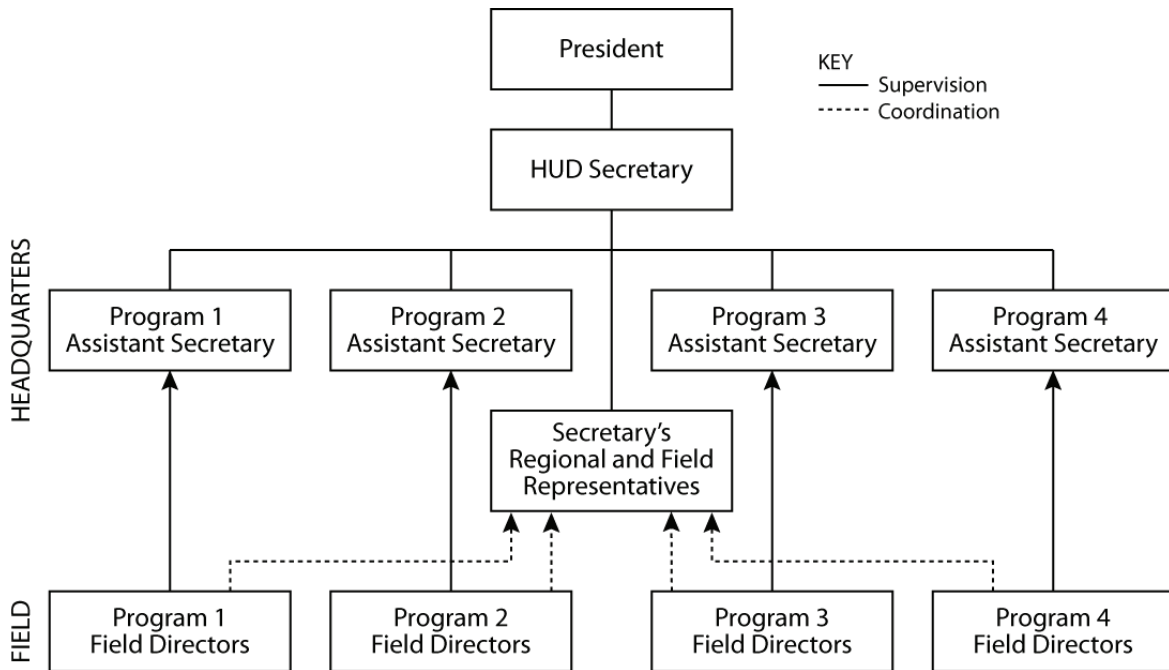 President
KEY
Supervision
Coordination
HUD Secretary
HEADQUARTERS
Program 1
Assistant Secretary
Program 2
Assistant Secretary
Program 3
Assistant Secretary
Program 4
Assistant Secretary
Secretary’s
Regional and Field
Representatives
FIELD
Program 1
Field Directors
Program 2
Field Directors
Program 3
Field Directors
Program 4
Field Directors